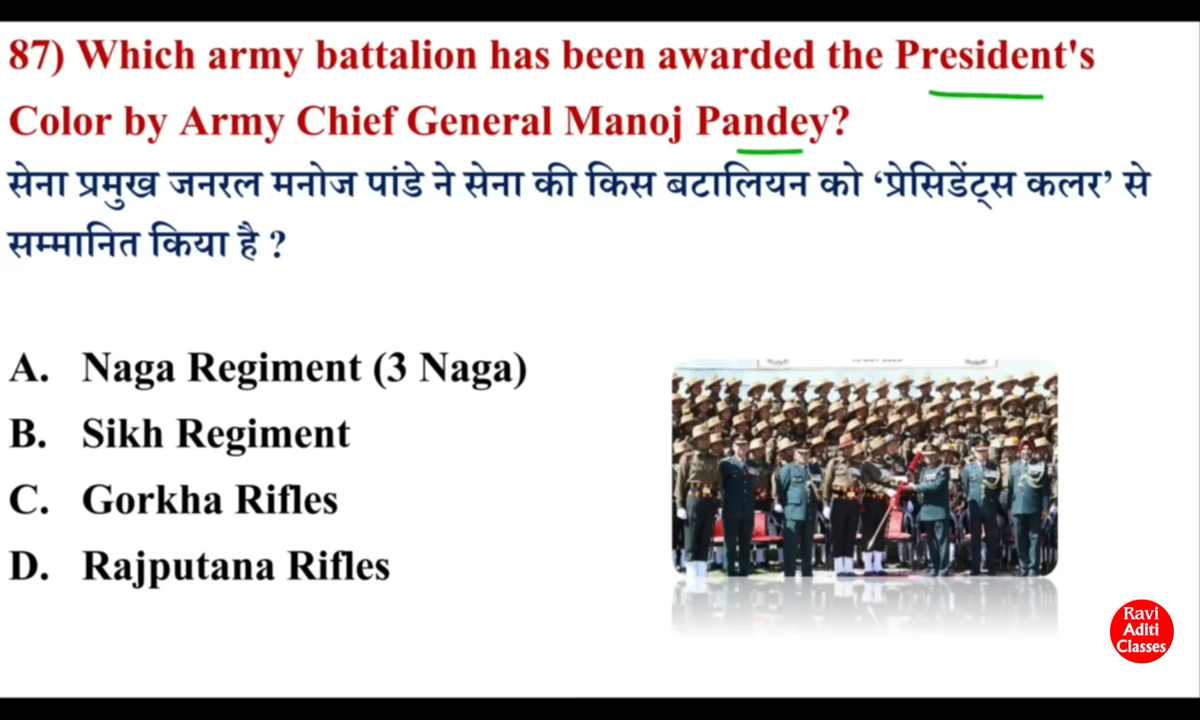 87) Which army battalion has been awarded the President's
Color by Army Chief General Manoj Pandey?
सेना प्रमुख जनरल मनोज पांडे ने सेना की किस बटालियन को ‘प्रेसिडेंट्स कलर’ से
सम्मानित किया है ?
A. Naga Regiment (3 Naga)
B. Sikh Regiment
C. Gorkha Rifles
D. Rajputana Rifles
Ravi
Aditi
Classes